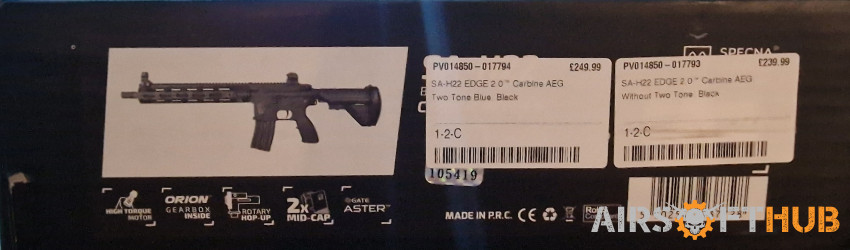 PV014850-017794 £249.99
SA-H22 EDGE 2.0™ Carbine AEG
Two Tone Blue Black
1-2-C
105419
SPECNA
PV014850-017793 £239.99
SA-H22 EDGE 2.0™ Carbine AEG
Without Two Tone Black
1-2-C
HIGH TORQUE
MOTOR
ORION
GEARBOX
INSIDE
ROTARY
HOP-UP
2x
MID-CAP
GATE
ASTER
MADE IN P.R.C. CE
RoHS
AIRSOFTHUB